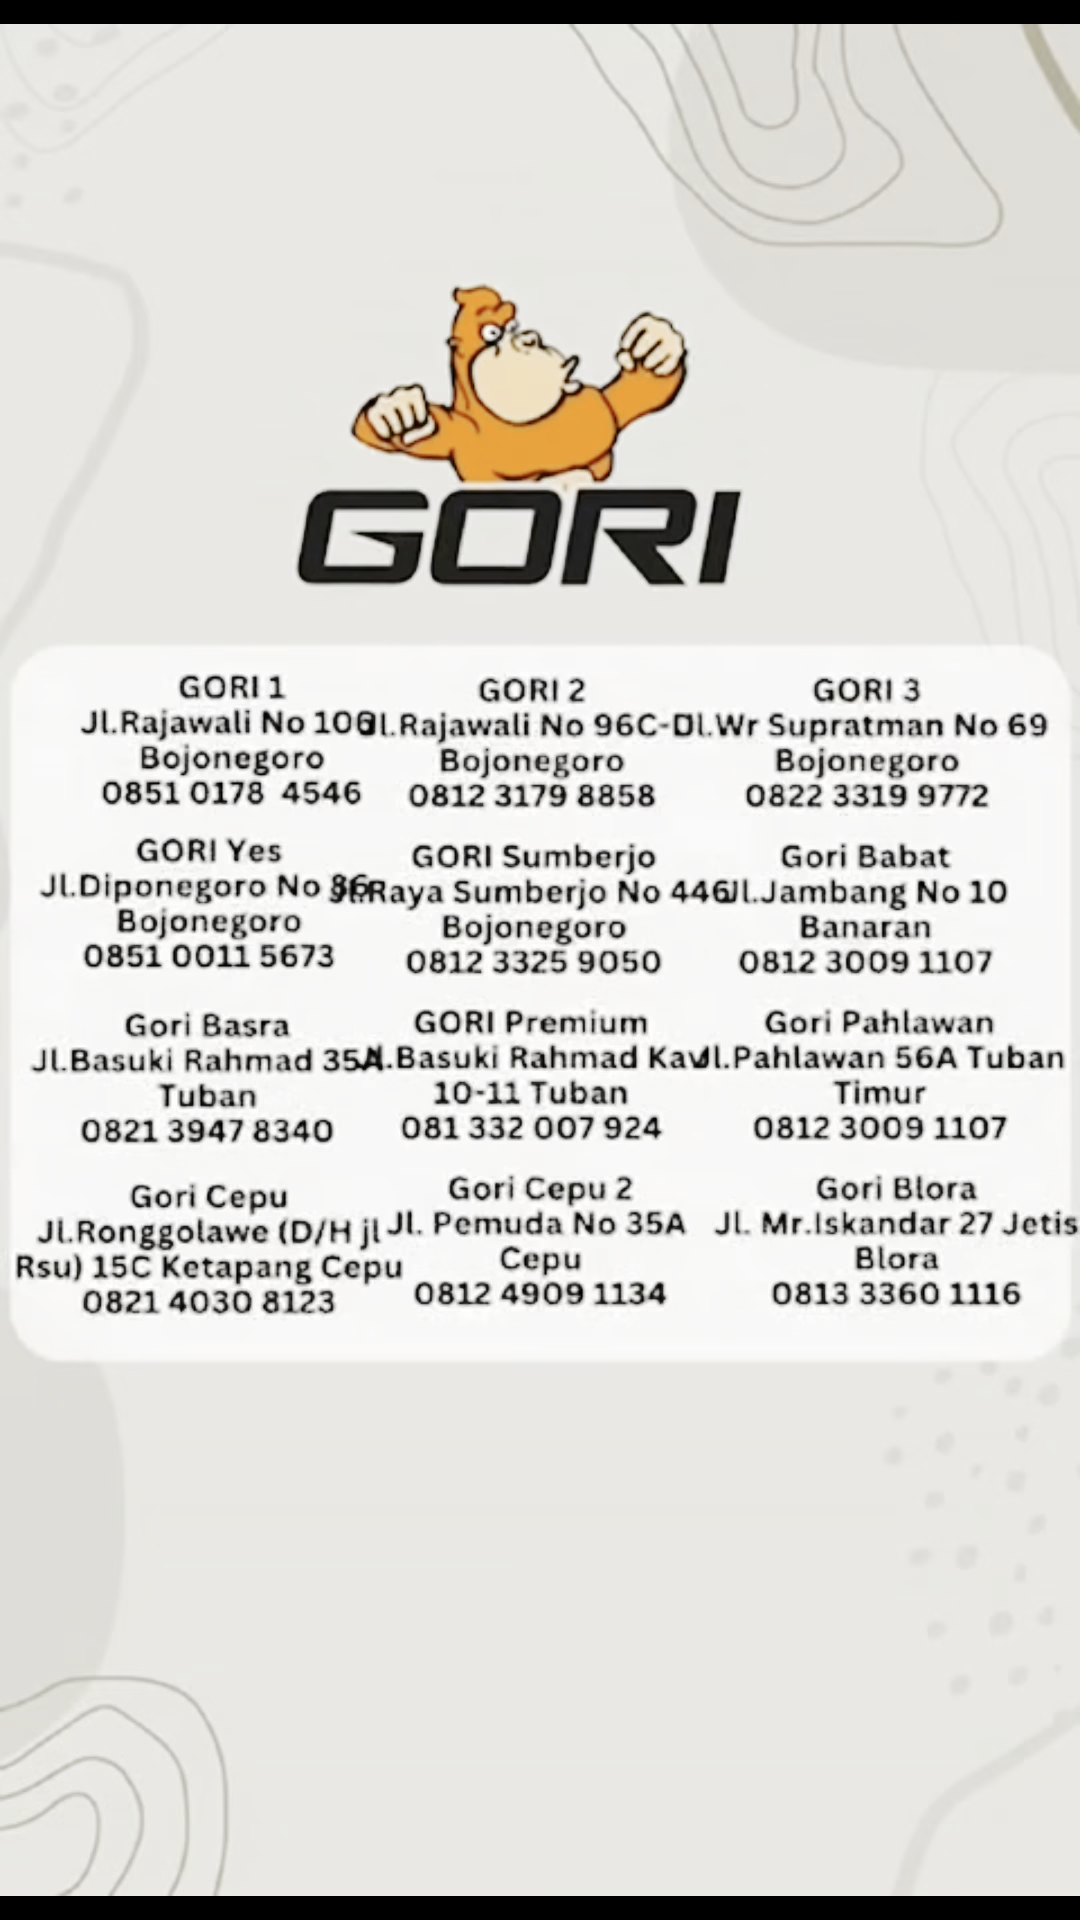 GORI
GORI 1
Jl.Rajawali No 106
Bojonegoro
0851 0178 4546
GORI 2
Jl.Rajawali No 96C-D
Bojonegoro
0812 3179 8858
GORI 3
Jl.Wr Supratman No 69
Bojonegoro
0822 3319 9772
GORI Yes
Jl.Diponegoro No
Bojonegoro
0851 0011 5673
GORI Sumberjo
Jl.Raya Sumberjo No 446
Bojonegoro
0812 3325 9050
Gori Babat
Jl.Jambang No 10
Banaran
0812 3009 1107
Gori Basra
Jl.Basuki Rahmad 35A
Tuban
0821 3947 8340
GORI Premium
Jl.Basuki Rahmad Kav
10-11 Tuban
081 332 007 924
Gori Pahlawan
Jl.Pahlawan 56A Tuban
Timur
0812 3009 1107
Gori Cepu
Jl.Ronggolawe (D/H jl
Rsu) 15C Ketapang Cepu
0821 4030 8123
Gori Cepu 2
Jl. Pemuda No 35A
Cepu
0812 4909 1134
Gori Blora
Jl. Mr.Iskandar 27 Jetis
Blora
0813 3360 1116